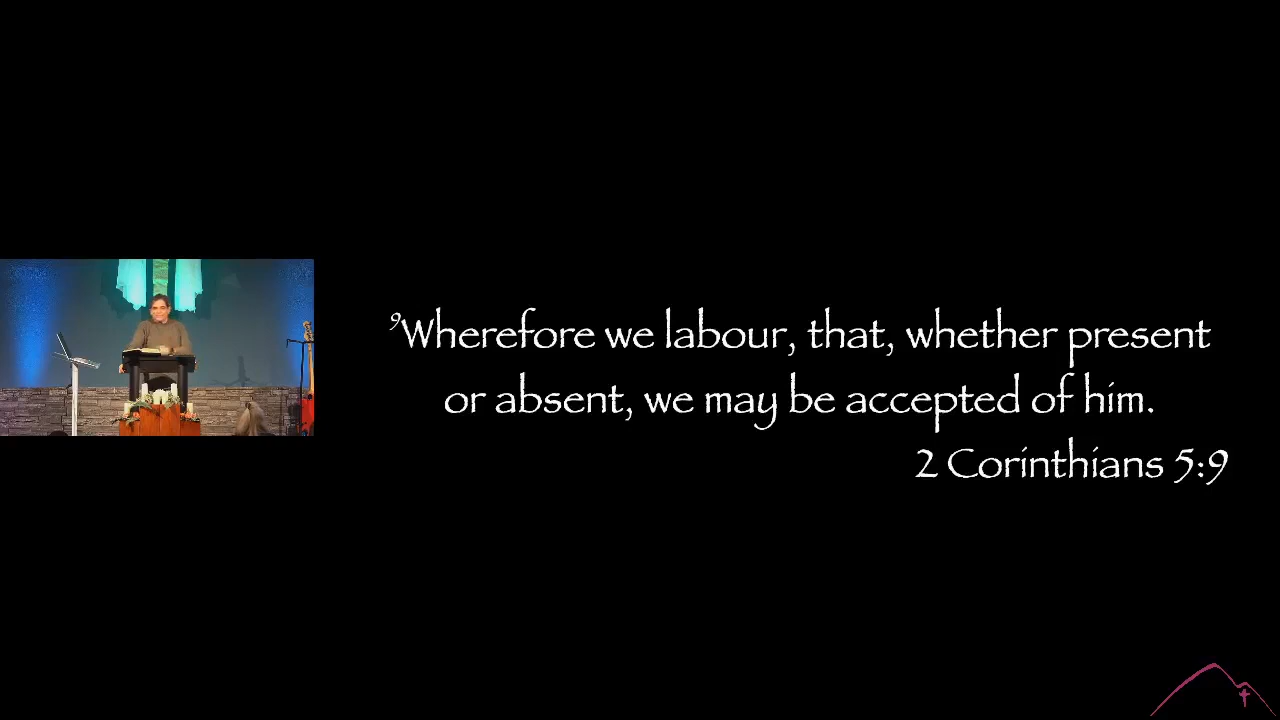 ⁹Wherefore we labour, that, whether present
or absent, we may be accepted of him.
2 Corinthians 5:9